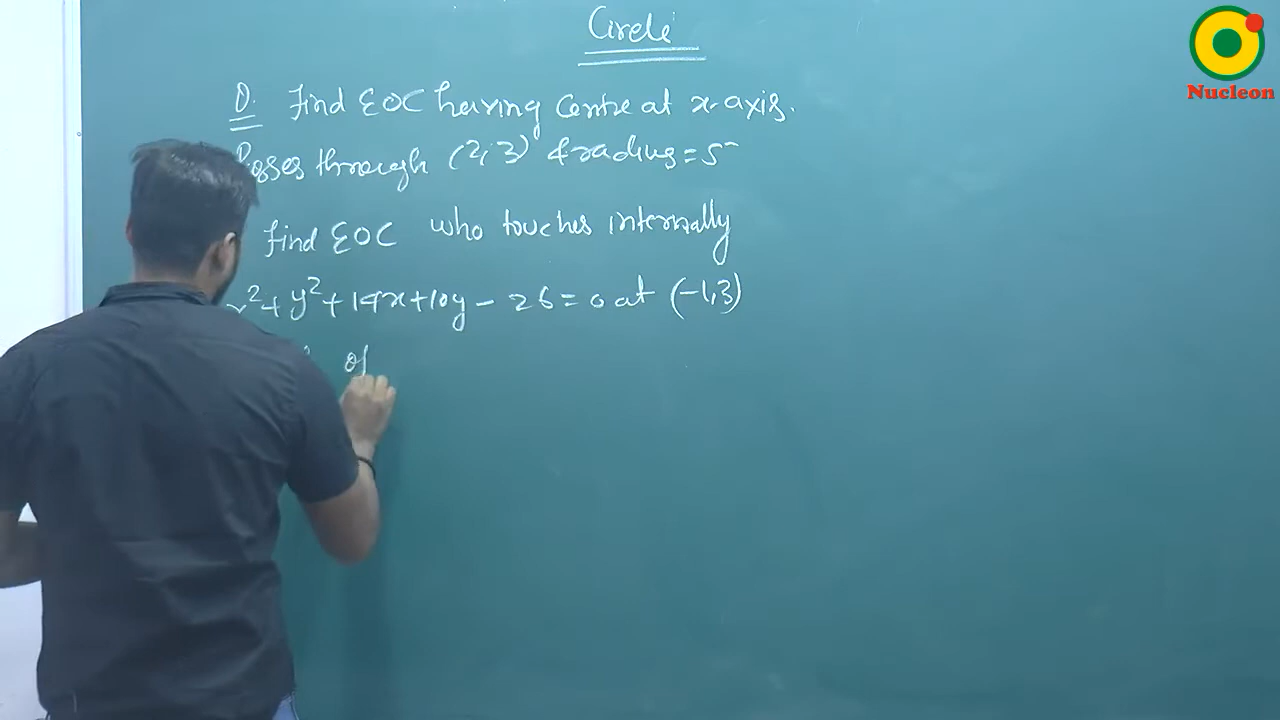 Circle
Nucleon
Q. Find EOC having centre at x-axis.
Passes through (2,3) & radius = 5
Find EOC who touches internally
x² + y² + 14x + 10y - 26 = 0 at (-1,3)
of